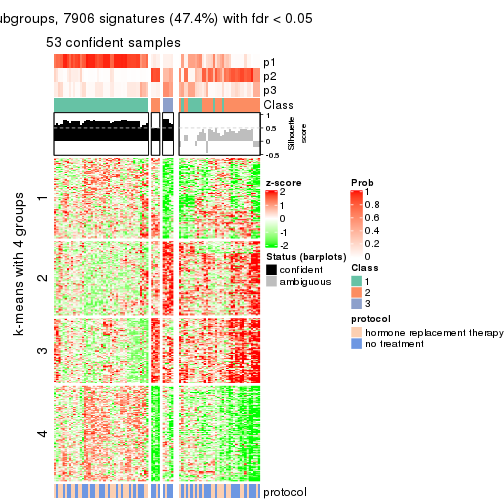 ubgroups, 7906 signatures (47.4%) with fdr < 0.05
53 confident samples
p1
p2
p3
Class
1
0.5
0
-0.5
Silhouette
score
k-means with 4 groups
1
2
3
4
z-score
2
1
0
-1
-2
Status (barplots)
confident
ambiguous
Prob
1
0.8
0.6
0.4
0.2
0
Class
1
2
3
protocol
hormone replacement therapy
no treatment
protocol